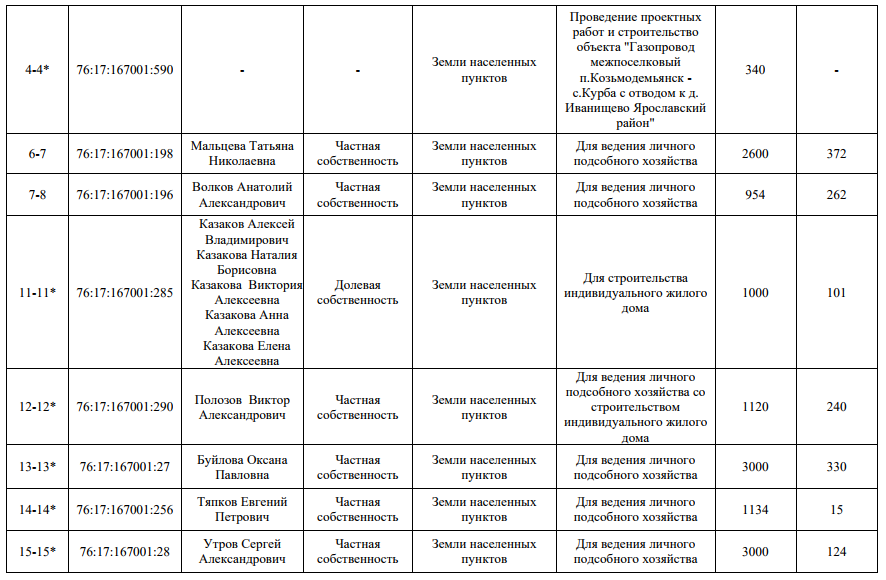 4-4* 76:17:167001:590 - - Земли населенных пунктов Проведение проектных работ и строительство объекта "Газопровод межпоселковый п.Козьмодемьянск - с.Курба с отводом к д. Иванищево Ярославский район" 340 -
6-7 76:17:167001:198 Мальцева Татьяна Николаевна Частная собственность Земли населенных пунктов Для ведения личного подсобного хозяйства 2600 372
7-8 76:17:167001:196 Волков Анатолий Александрович Частная собственность Земли населенных пунктов Для ведения личного подсобного хозяйства 954 262
11-11* 76:17:167001:285 Казаков Алексей Владимирович Казакова Наталия Борисовна Казакова Виктория Алексеевна Казакова Анна Алексеевна Казакова Елена Алексеевна Долевая собственность Земли населенных пунктов Для строительства индивидуального жилого дома 1000 101
12-12* 76:17:167001:290 Полозов Виктор Александрович Частная собственность Земли населенных пунктов Для ведения личного подсобного хозяйства со строительством индивидуального жилого дома 1120 240
13-13* 76:17:167001:27 Буйлова Оксана Павловна Частная собственность Земли населенных пунктов Для ведения личного подсобного хозяйства 3000 330
14-14* 76:17:167001:256 Тяпков Евгений Петрович Частная собственность Земли населенных пунктов Для ведения личного подсобного хозяйства 1134 15
15-15* 76:17:167001:28 Утров Сергей Александрович Частная собственность Земли населенных пунктов Для ведения личного подсобного хозяйства 3000 124